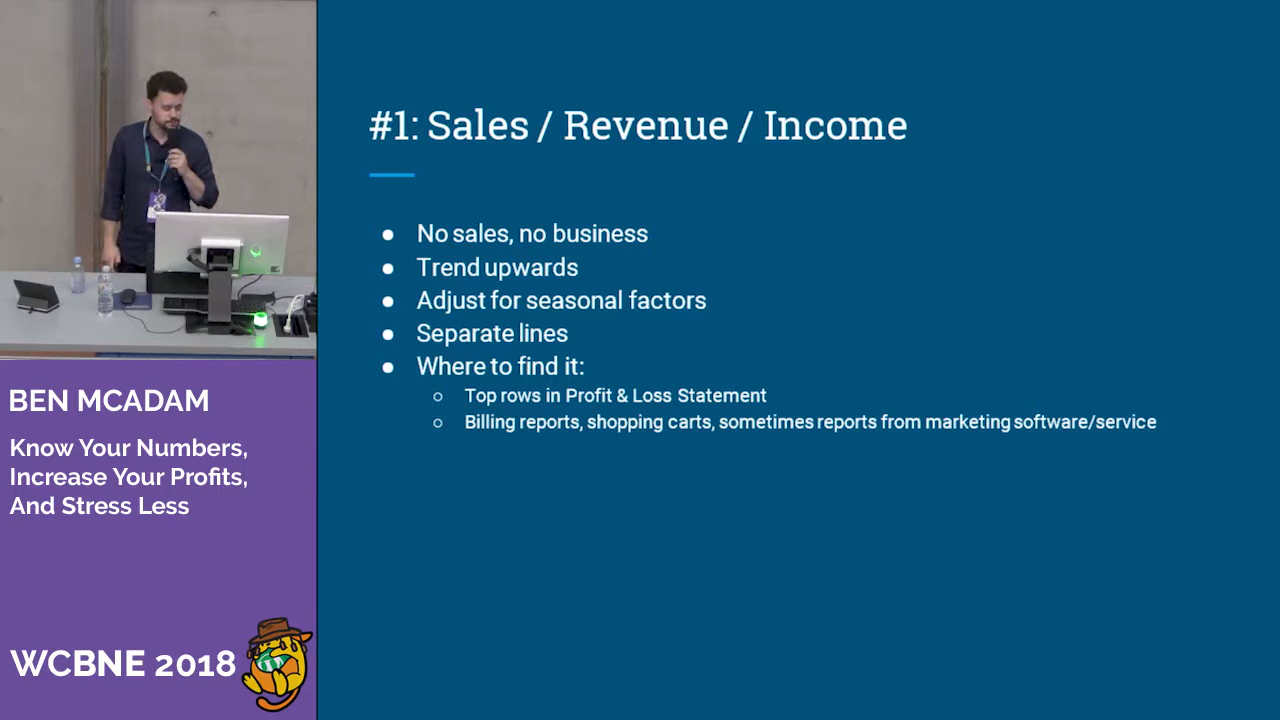 #1: Sales / Revenue / Income
● No sales, no business
● Trend upwards
● Adjust for seasonal factors
● Separate lines
● Where to find it:
○ Top rows in Profit & Loss Statement
○ Billing reports, shopping carts, sometimes reports from marketing software/service
BEN MCADAM
Know Your Numbers,
Increase Your Profits,
And Stress Less
WCBNE 2018